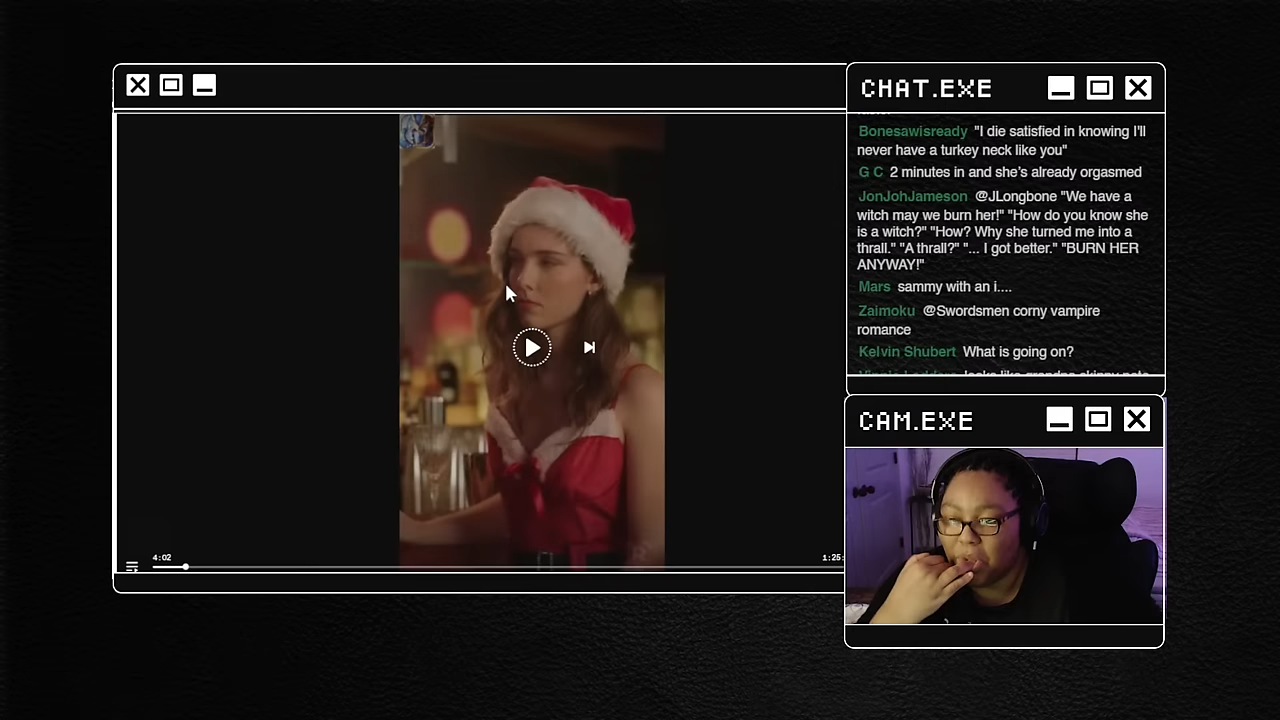 CHAT.EXE
Bonesawisready "I die satisfied in knowing I'll
never have a turkey neck like you"
G C 2 minutes in and she's already orgasmed
JonJohJameson @JLongbone "We have a
witch may we burn her!" "How do you know she
is a witch?" "How? Why she turned me into a
thrall." "A thrall?" "... I got better." "BURN HER
ANYWAY!"
Mars sammy with an i....
Zaimoku @Swordsmen corny vampire
romance
Kelvin Shubert What is going on?
CAM.EXE
4:02
1:25: